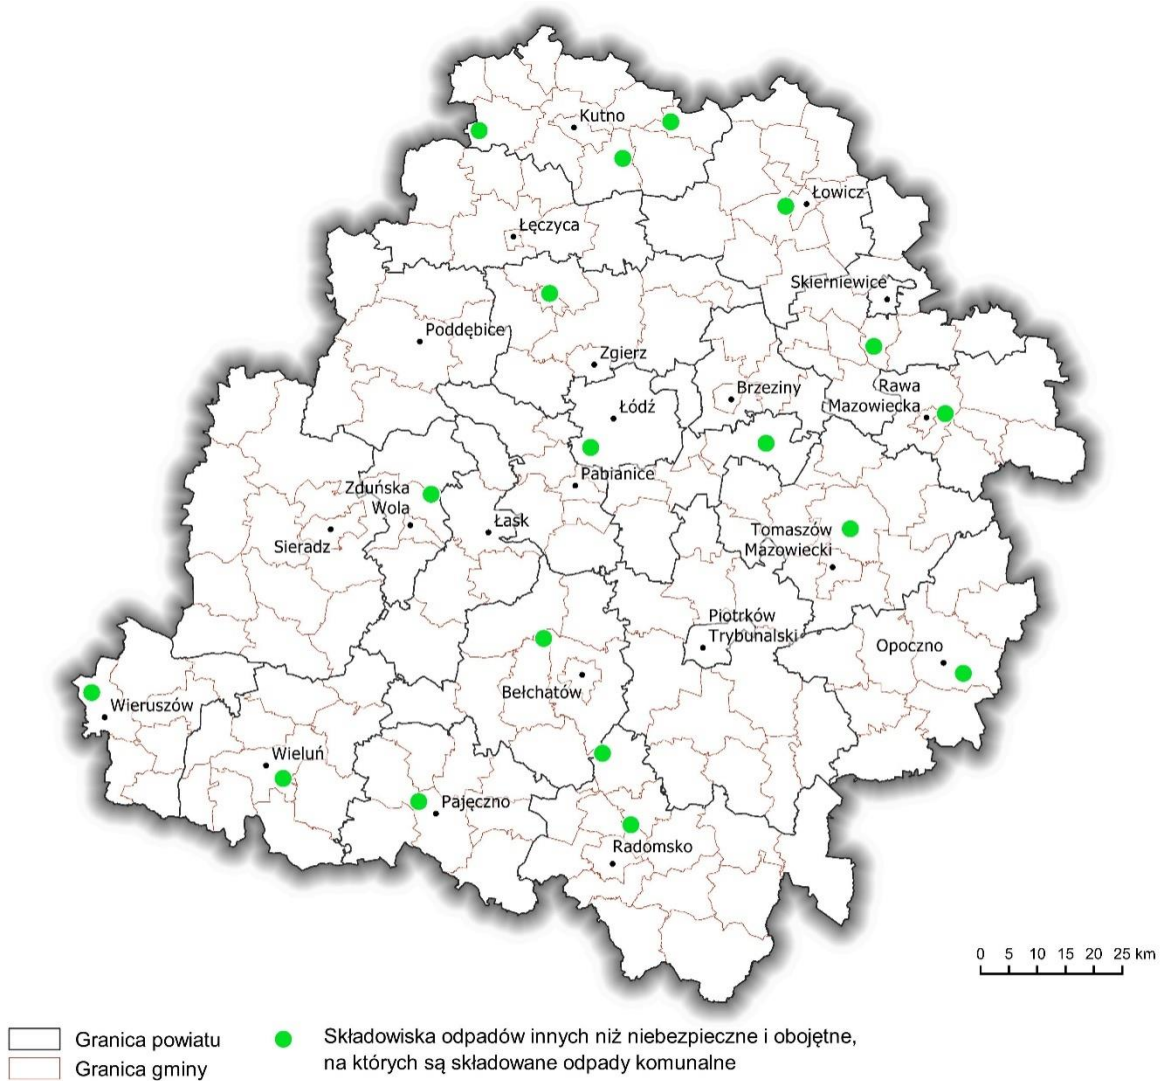 Kutno
Łowicz
Łęczyca
Skierniewice
Poddębice
Zgierz
Brzeziny
Rawa
Mazowiecka
Łódź
Pabianice
Zduńska
Wola
Łask
Sieradz
Tomaszów
Mazowiecki
Piotrków
Trybunalski
Opoczno
Bełchatów
Wieruszów
Wieluń
Pajęczno
Radomsko
0 5 10 15 20 25 km
Granica powiatu
Granica gminy
Składowiska odpadów innych niż niebezpieczne i obojętne,
na których są składowane odpady komunalne